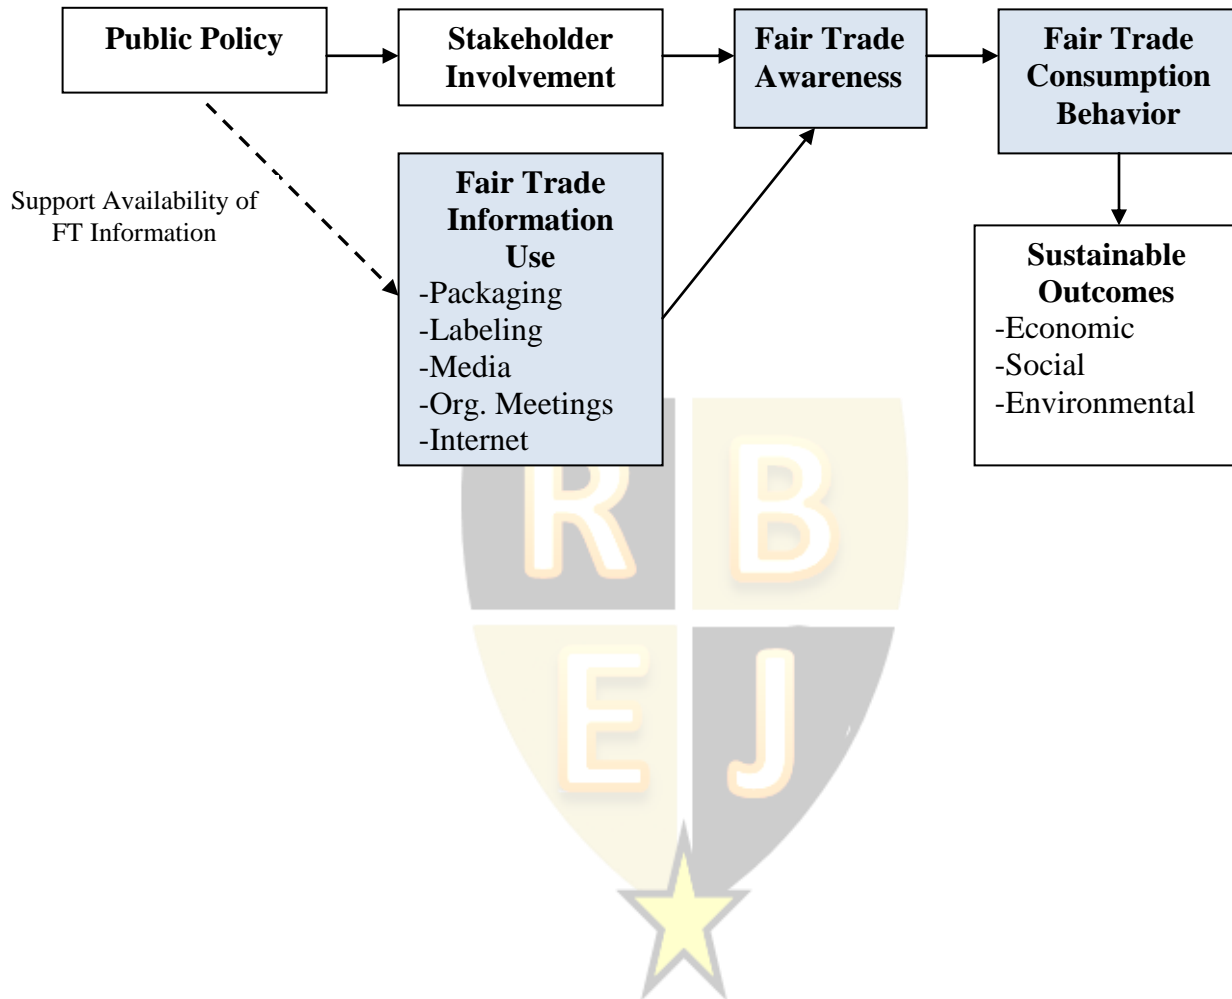 Public Policy
Stakeholder
Involvement
Fair Trade
Awareness
Fair Trade
Consumption
Behavior
Support Availability of
FT Information
Fair Trade
Information
Use
-Packaging
-Labeling
-Media
-Org. Meetings
-Internet
Sustainable
Outcomes
-Economic
-Social
-Environmental
R B
E J